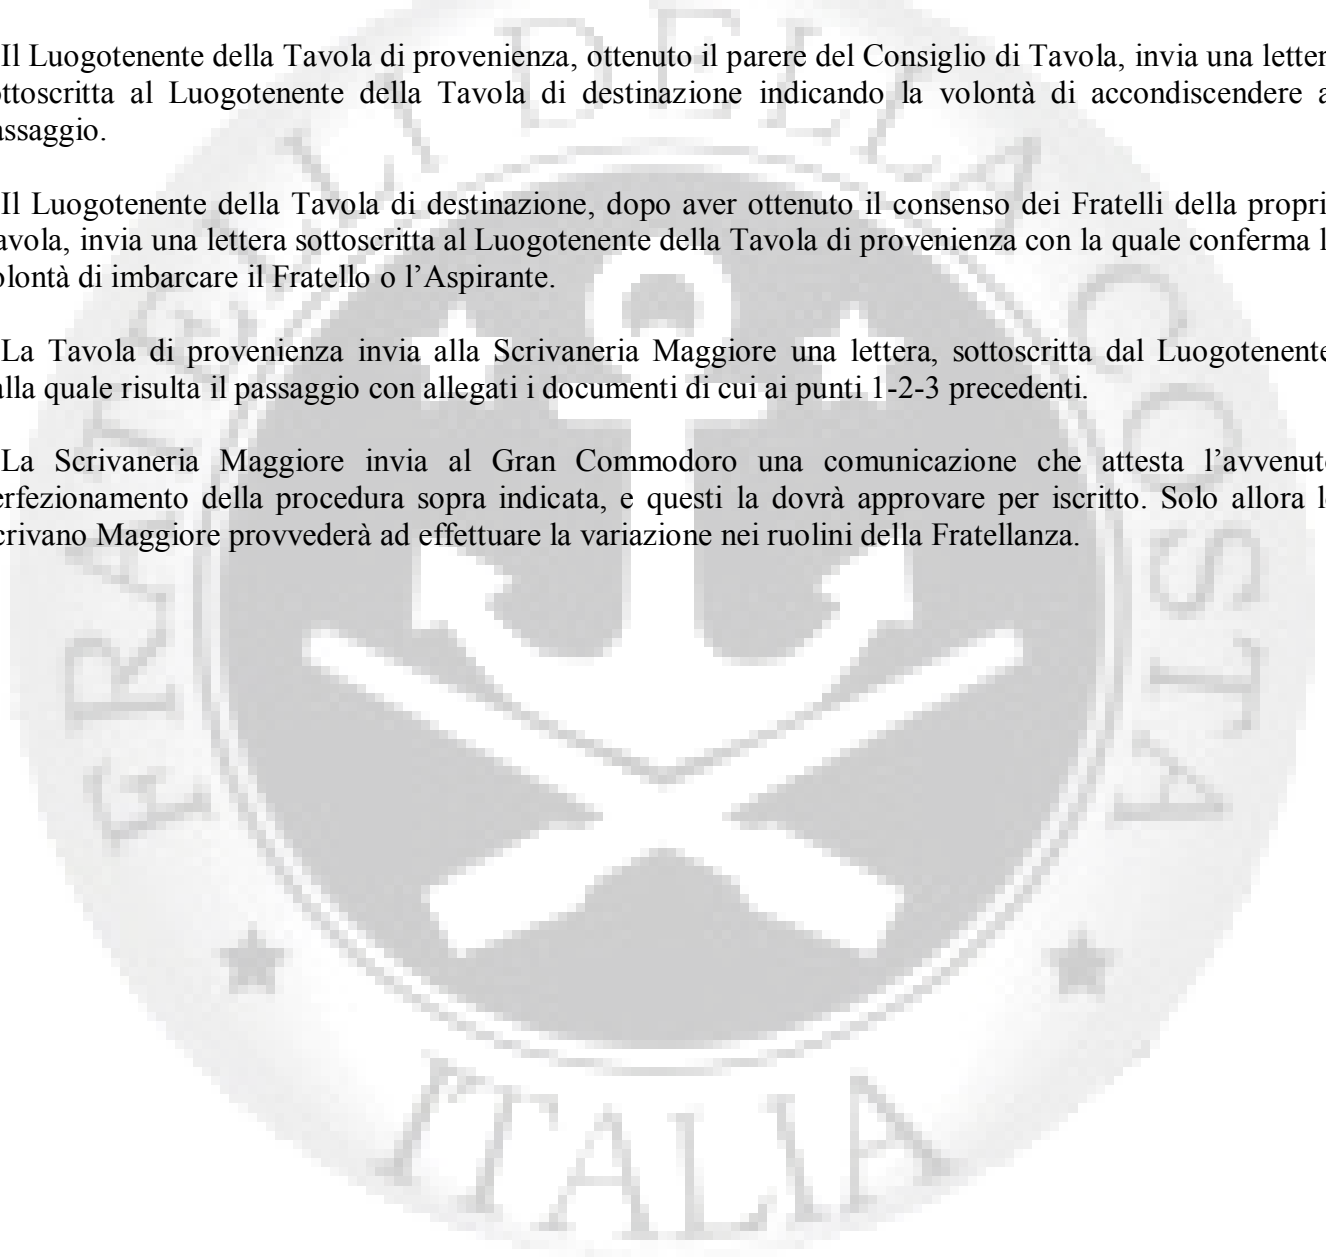 Il Luogotenente della Tavola di provenienza, ottenuto il parere del Consiglio di Tavola, invia una letter
ottoscritta al Luogotenente della Tavola di destinazione indicando la volontà di accondiscendere a
assaggio.
Il Luogotenente della Tavola di destinazione, dopo aver ottenuto il consenso dei Fratelli della propri
avola, invia una lettera sottoscritta al Luogotenente della Tavola di provenienza con la quale conferma l
olontà di imbarcare il Fratello o l’Aspirante.
La Tavola di provenienza invia alla Scrivaneria Maggiore una lettera, sottoscritta dal Luogotenente
alla quale risulta il passaggio con allegati i documenti di cui ai punti 1-2-3 precedenti.
La Scrivaneria Maggiore invia al Gran Commodoro una comunicazione che attesta l’avvenut
erfezionamento della procedura sopra indicata, e questi la dovrà approvare per iscritto. Solo allora l
crivano Maggiore provvederà ad effettuare la variazione nei ruolini della Fratellanza.
FRATELLI DELLA COSTA
ITALIA